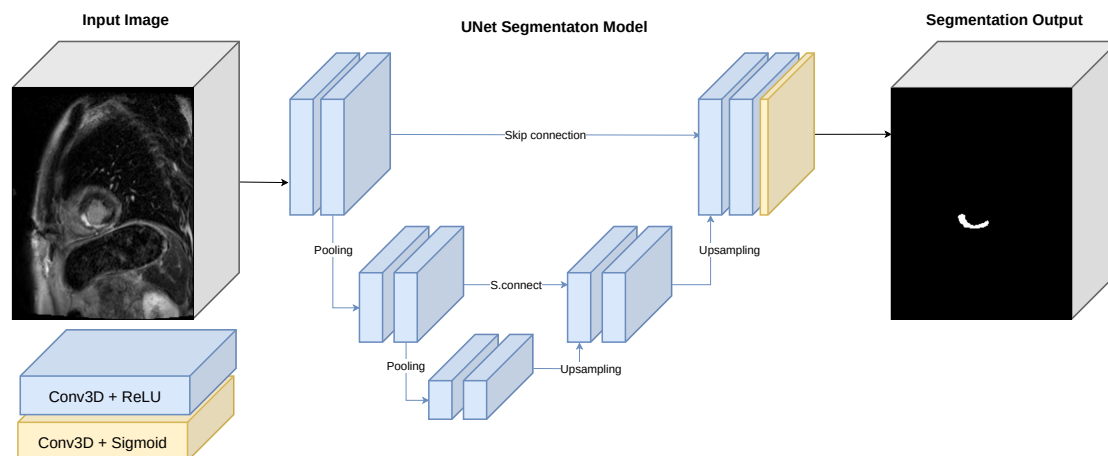 Input Image
UNet Segmentaton Model
Segmentation Output
Skip connection
Pooling
Upsampling
S.connect
Pooling
Upsampling
Conv3D + ReLU
Conv3D + Sigmoid